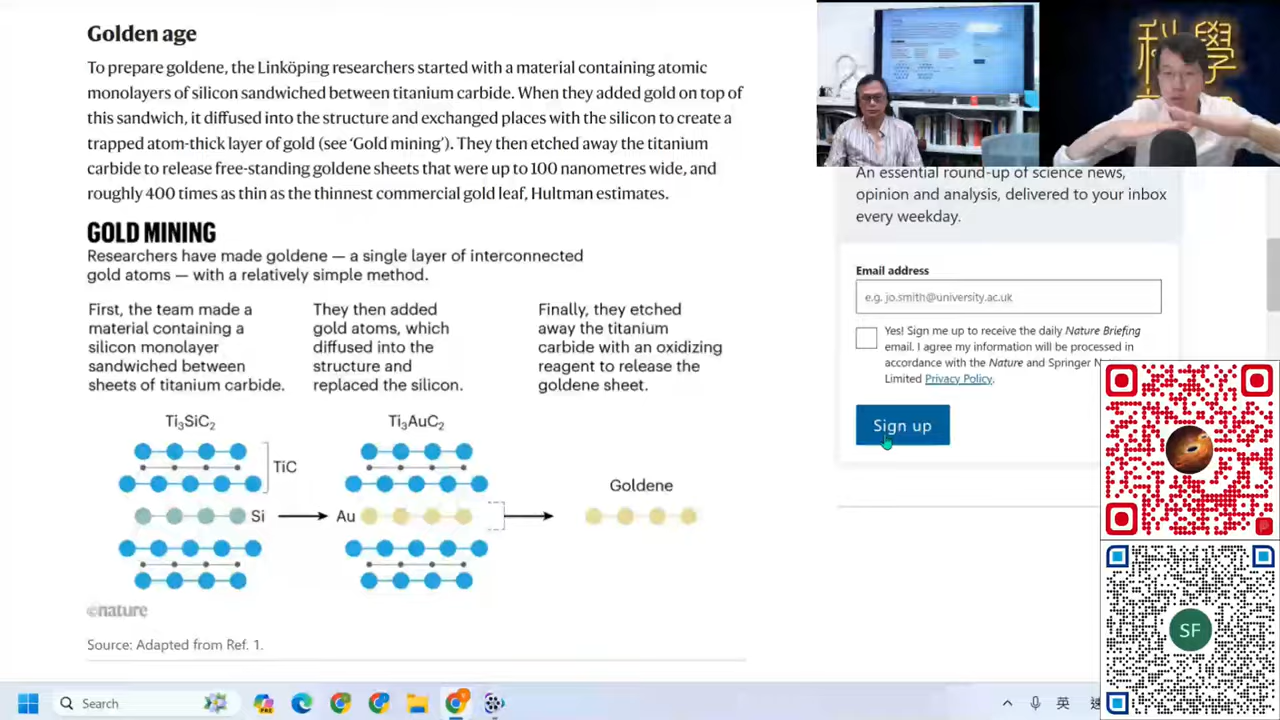 Golden age
To prepare goldene, the Linköping researchers started with a material containing atomic
monolayers of silicon sandwiched between titanium carbide. When they added gold on top of
this sandwich, it diffused into the structure and exchanged places with the silicon to create a
trapped atom-thick layer of gold (see ‘Gold mining’). They then etched away the titanium
carbide to release free-standing goldene sheets that were up to 100 nanometres wide, and
roughly 400 times as thin as the thinnest commercial gold leaf, Hultman estimates.
GOLD MINING
Researchers have made goldene — a single layer of interconnected
gold atoms — with a relatively simple method.
First, the team made a
material containing a
silicon monolayer
sandwiched between
sheets of titanium carbide.
They then added
gold atoms, which
diffused into the
structure and
replaced the silicon.
Finally, they etched
away the titanium
carbide with an oxidizing
reagent to release the
goldene sheet.
Ti₃SiC₂
Ti₃AuC₂
TiC
Goldene
Si
Au
©nature
Source: Adapted from Ref. 1.
科學
An essential round-up of science news,
opinion and analysis, delivered to your inbox
every weekday.
Email address
e.g. jo.smith@university.ac.uk
Yes! Sign me up to receive the daily Nature Briefing
email. I agree my information will be processed in
accordance with the Nature and Springer
Limited Privacy Policy.
Sign up
SF
Search
英